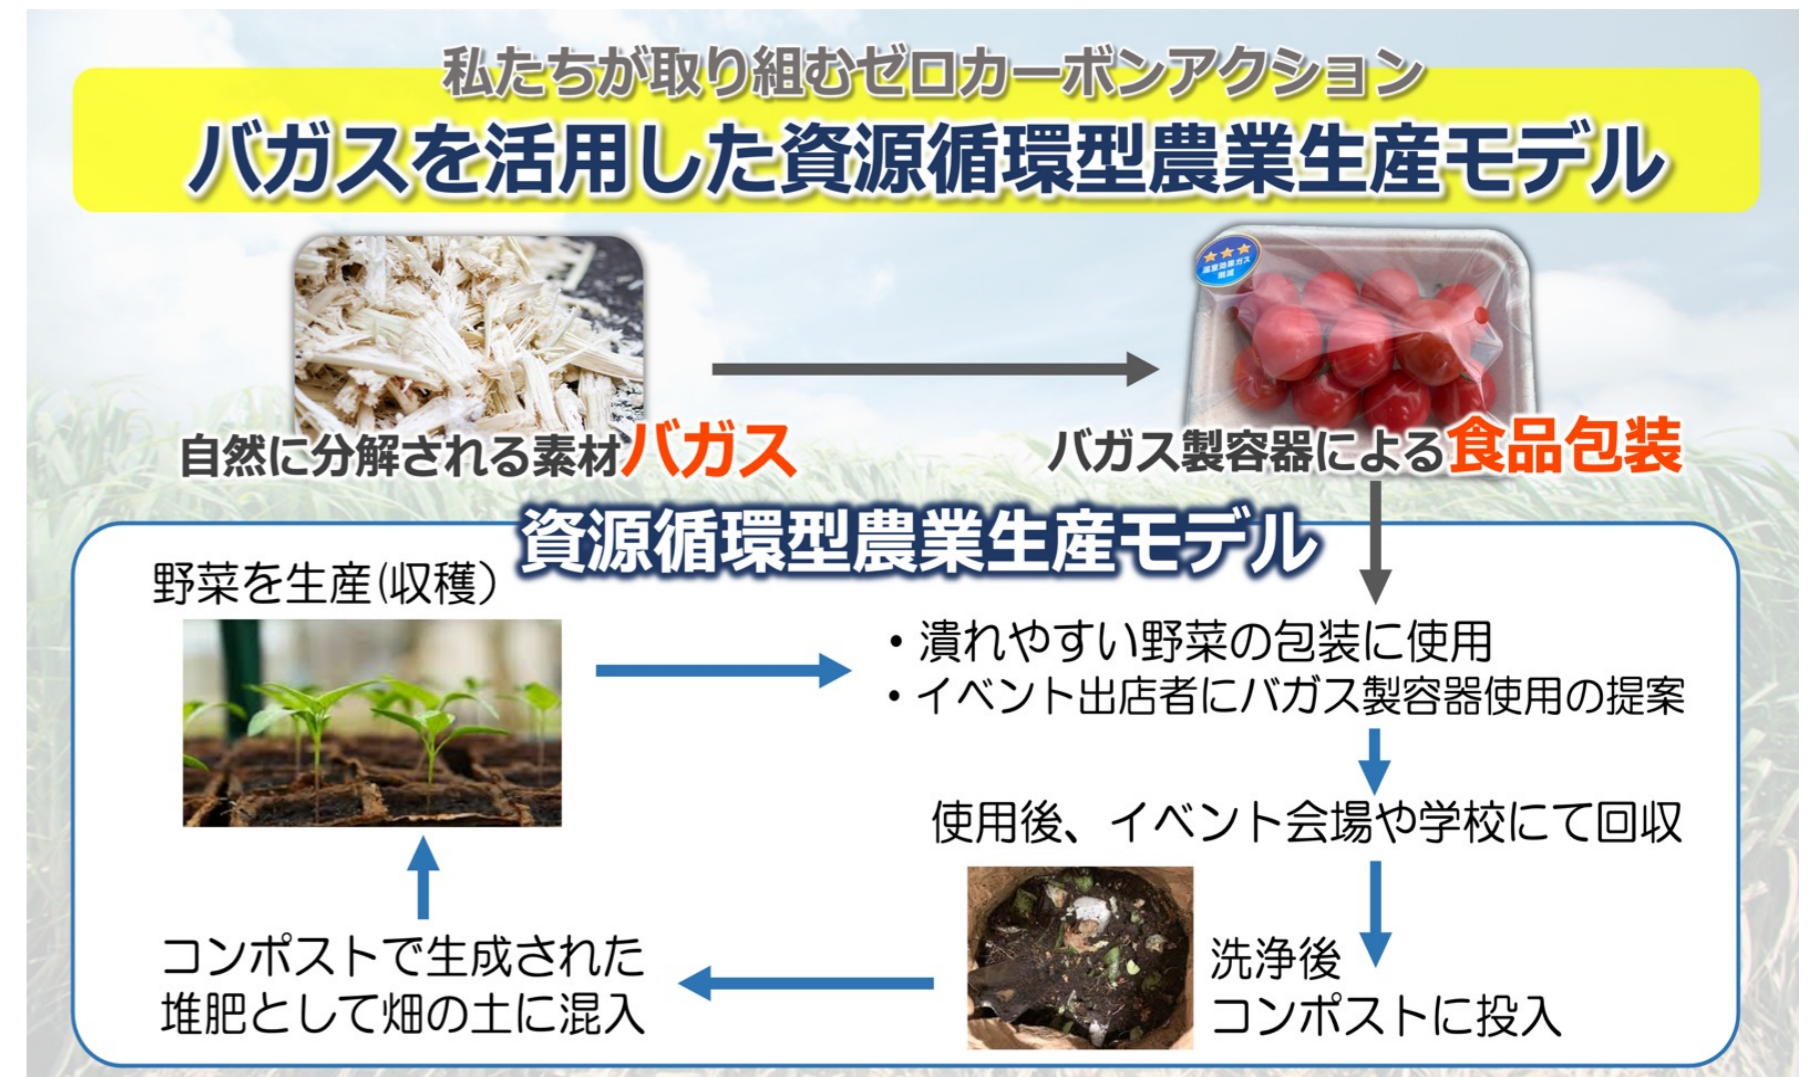 私たちが取り組むゼロカーボンアクション
バガスを活用した資源循環型農業生産モデル
★★★
温室効果ガス
削減
自然に分解される素材バガス
バガス製容器による食品包装
資源循環型農業生産モデル
野菜を生産(収穫)
・潰れやすい野菜の包装に使用
・イベント出店者にバガス製容器使用の提案
使用後、イベント会場や学校にて回収
洗浄後
コンポストに投入
コンポストで生成された
堆肥として畑の土に混入